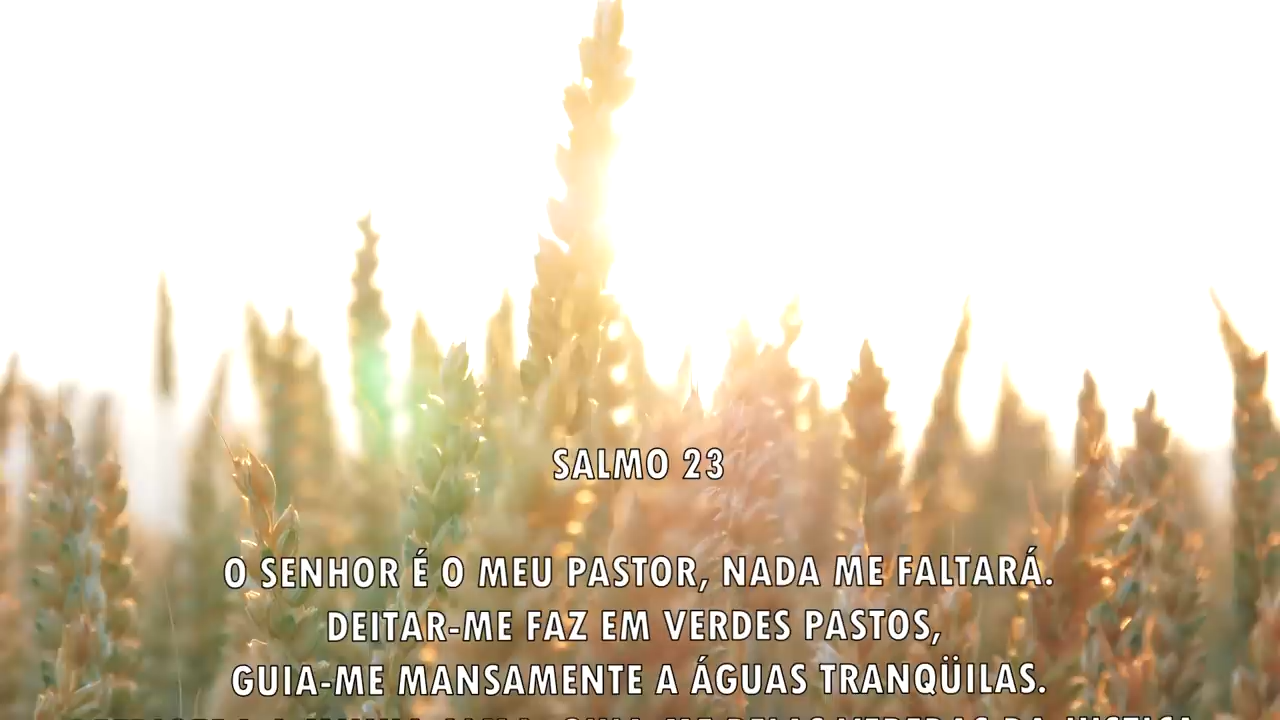 SALMO 23
O SENHOR É O MEU PASTOR, NADA ME FALTARÁ.
DEITAR-ME FAZ EM VERDES PASTOS,
GUIA-ME MANSAMENTE A ÁGUAS TRANQÜILAS.